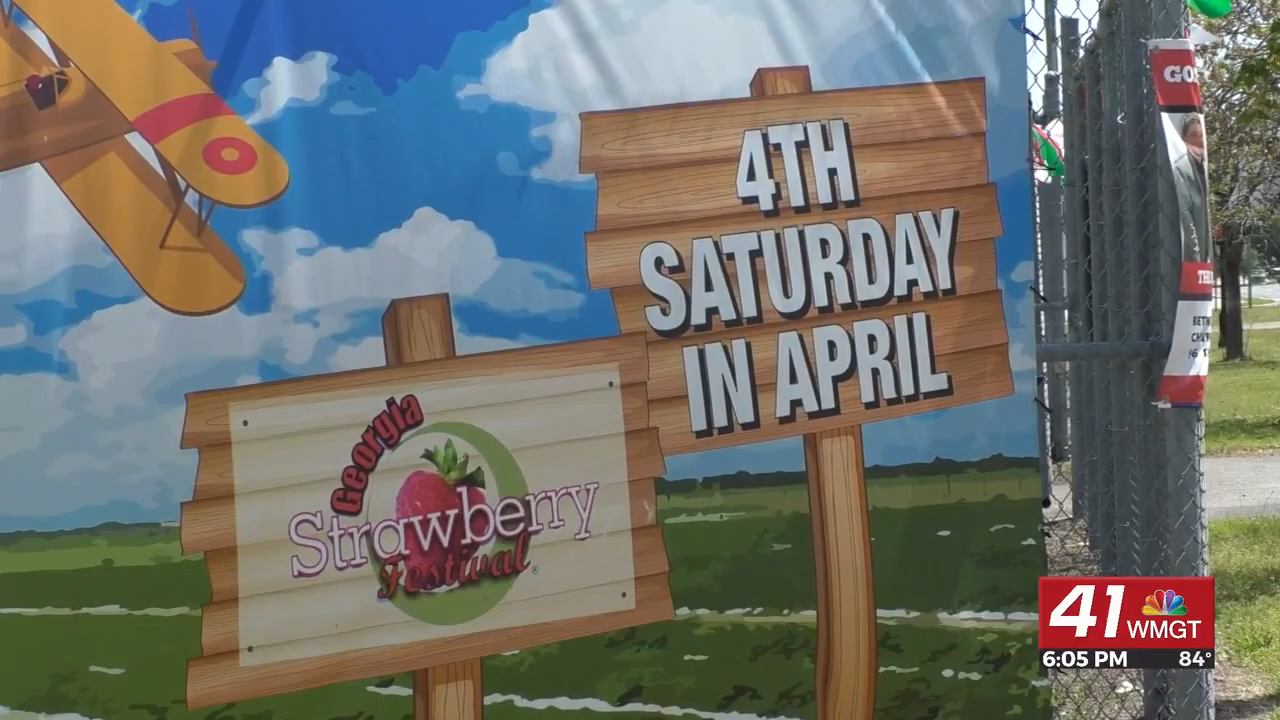 4TH
SATURDAY
IN APRIL
Georgia
Strawberry
Festival®
41
WMGT
6:05 PM 84°